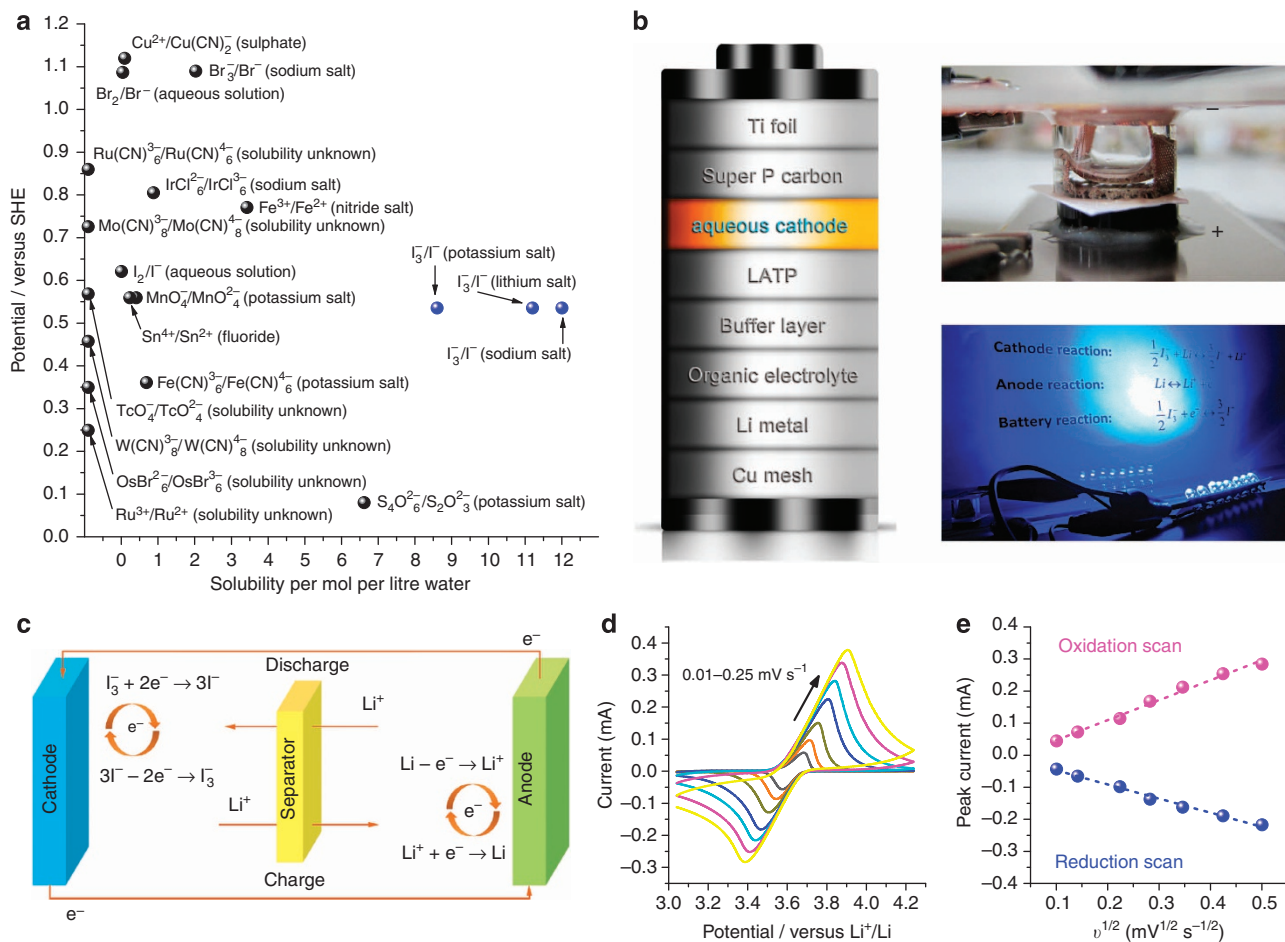 a
1.2
1.1
1.0
0.9
0.8
0.7
0.6
0.5
0.4
0.3
0.2
0.1
0.0
Potential / versus SHE
Cu²⁺/Cu(CN)₂⁻ (sulphate)
Br₃⁻/Br⁻ (sodium salt)
Br₂/Br⁻ (aqueous solution)
Ru(CN)₆³⁻/Ru(CN)₆⁴⁻ (solubility unknown)
IrCl₆²⁻/IrCl₆³⁻ (sodium salt)
Fe³⁺/Fe²⁺ (nitride salt)
Mo(CN)₈³⁻/Mo(CN)₈⁴⁻ (solubility unknown)
I₃⁻/I⁻ (potassium salt)
I₂/I⁻ (aqueous solution)
I₃⁻/I⁻ (lithium salt)
MnO₄⁻/MnO₄²⁻ (potassium salt)
Sn⁴⁺/Sn²⁺ (fluoride)
I₃⁻/I⁻ (sodium salt)
Fe(CN)₆³⁻/Fe(CN)₆⁴⁻ (potassium salt)
TcO₄⁻/TcO₄²⁻ (solubility unknown)
W(CN)₈³⁻/W(CN)₈⁴⁻ (solubility unknown)
OsBr₆²⁻/OsBr₆³⁻ (solubility unknown)
S₄O₆²⁻/S₂O₃²⁻ (potassium salt)
Ru³⁺/Ru²⁺ (solubility unknown)
0 1 2 3 4 5 6 7 8 9 10 11 12
Solubility per mol per litre water
b
Ti foil
Super P carbon
aqueous cathode
LATP
Buffer layer
Organic electrolyte
Li metal
Cu mesh
−
+
Cathode reaction:
Anode reaction:
Battery reaction: ½I₃⁻ + e⁻ ↔ 3/2 I⁻
c
e⁻
Discharge
I₃⁻ + 2e⁻ → 3I⁻
e⁻
3I⁻ − 2e⁻ → I₃⁻
Li⁺
Li⁺
Cathode
Separator
Anode
Li − e⁻ → Li⁺
e⁻
Li⁺ + e⁻ → Li
Charge
e⁻
d
0.4
0.3
0.2
0.1
0.0
−0.1
−0.2
−0.3
Current (mA)
0.01–0.25 mV s⁻¹
3.0 3.2 3.4 3.6 3.8 4.0 4.2
Potential / versus Li⁺/Li
e
0.4
0.3
0.2
0.1
0.0
−0.1
−0.2
−0.3
−0.4
Peak current (mA)
Oxidation scan
Reduction scan
0.1 0.2 0.3 0.4 0.5
υ¹ᐟ² (mV¹ᐟ² s⁻¹ᐟ²)